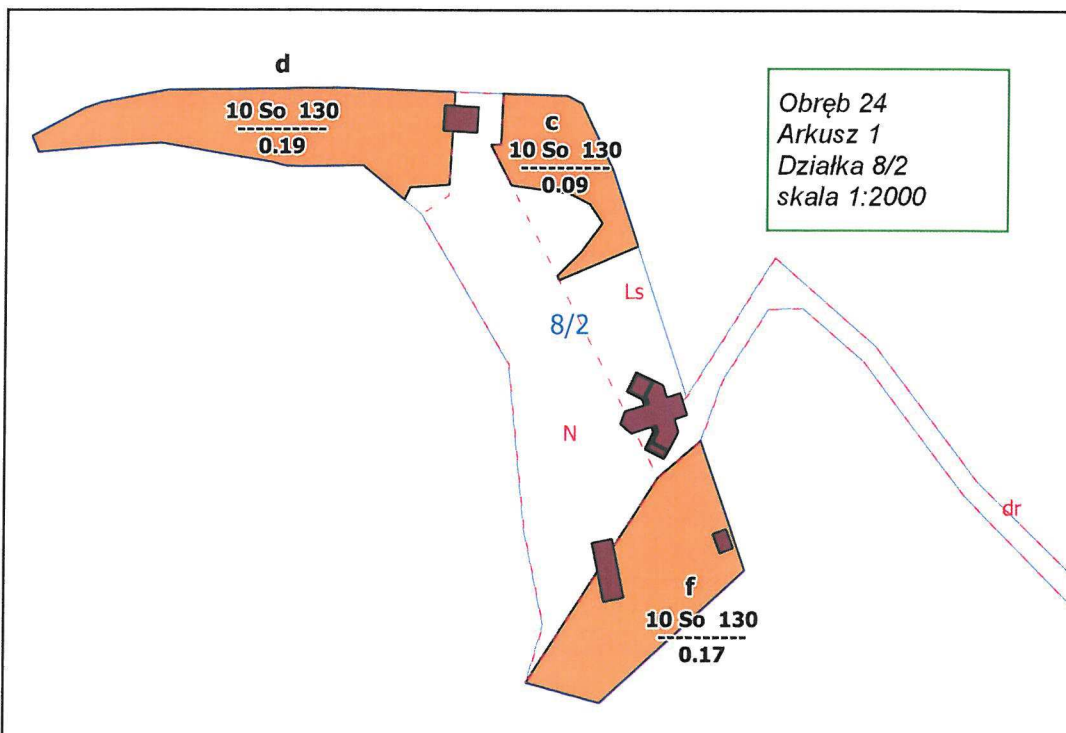 d
10 So 130
----------
0.19
c
10 So 130
----------
0.09
Obręb 24
Arkusz 1
Działka 8/2
skala 1:2000
Ls
8/2
N
dr
f
10 So 130
----------
0.17